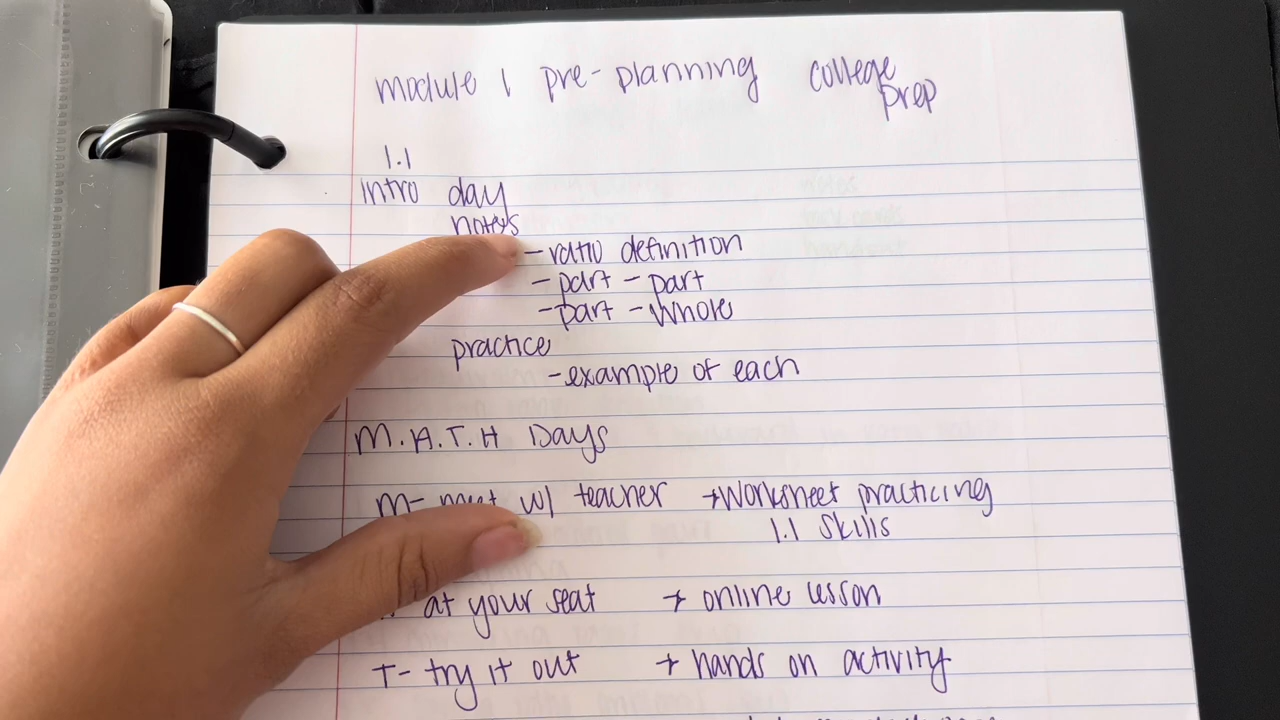 module 1 pre-planning college prep
1.1
intro day
notes
-ratio definition
-part - part
-part - whole
practice
-example of each
M.A.T.H Days
M- meet w/ teacher → worksheet practicing
1.1 skills
at your seat → online lesson
T- try it out → hands on activity